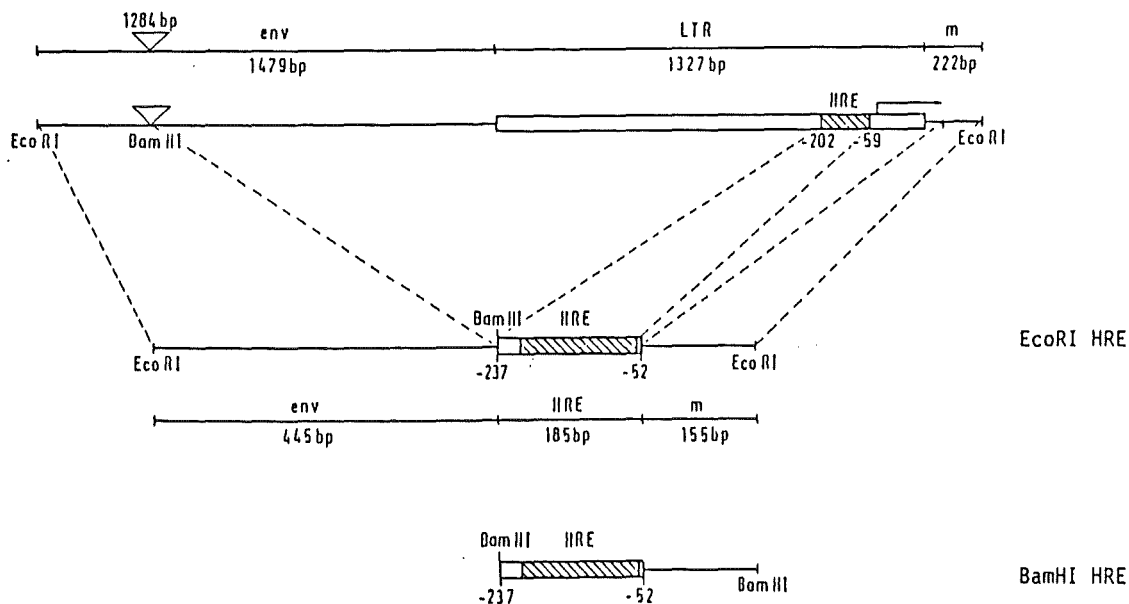 1284bp
env
LTR
m
1479bp
1327bp
222bp
HRE
EcoRI
BamHI
-202
-59
EcoRI
BamHI
HRE
EcoRI HRE
EcoRI
-237
-52
EcoRI
env
HRE
m
445bp
185bp
155bp
BamHI
HRE
BamHI HRE
-237
-52
BamHI